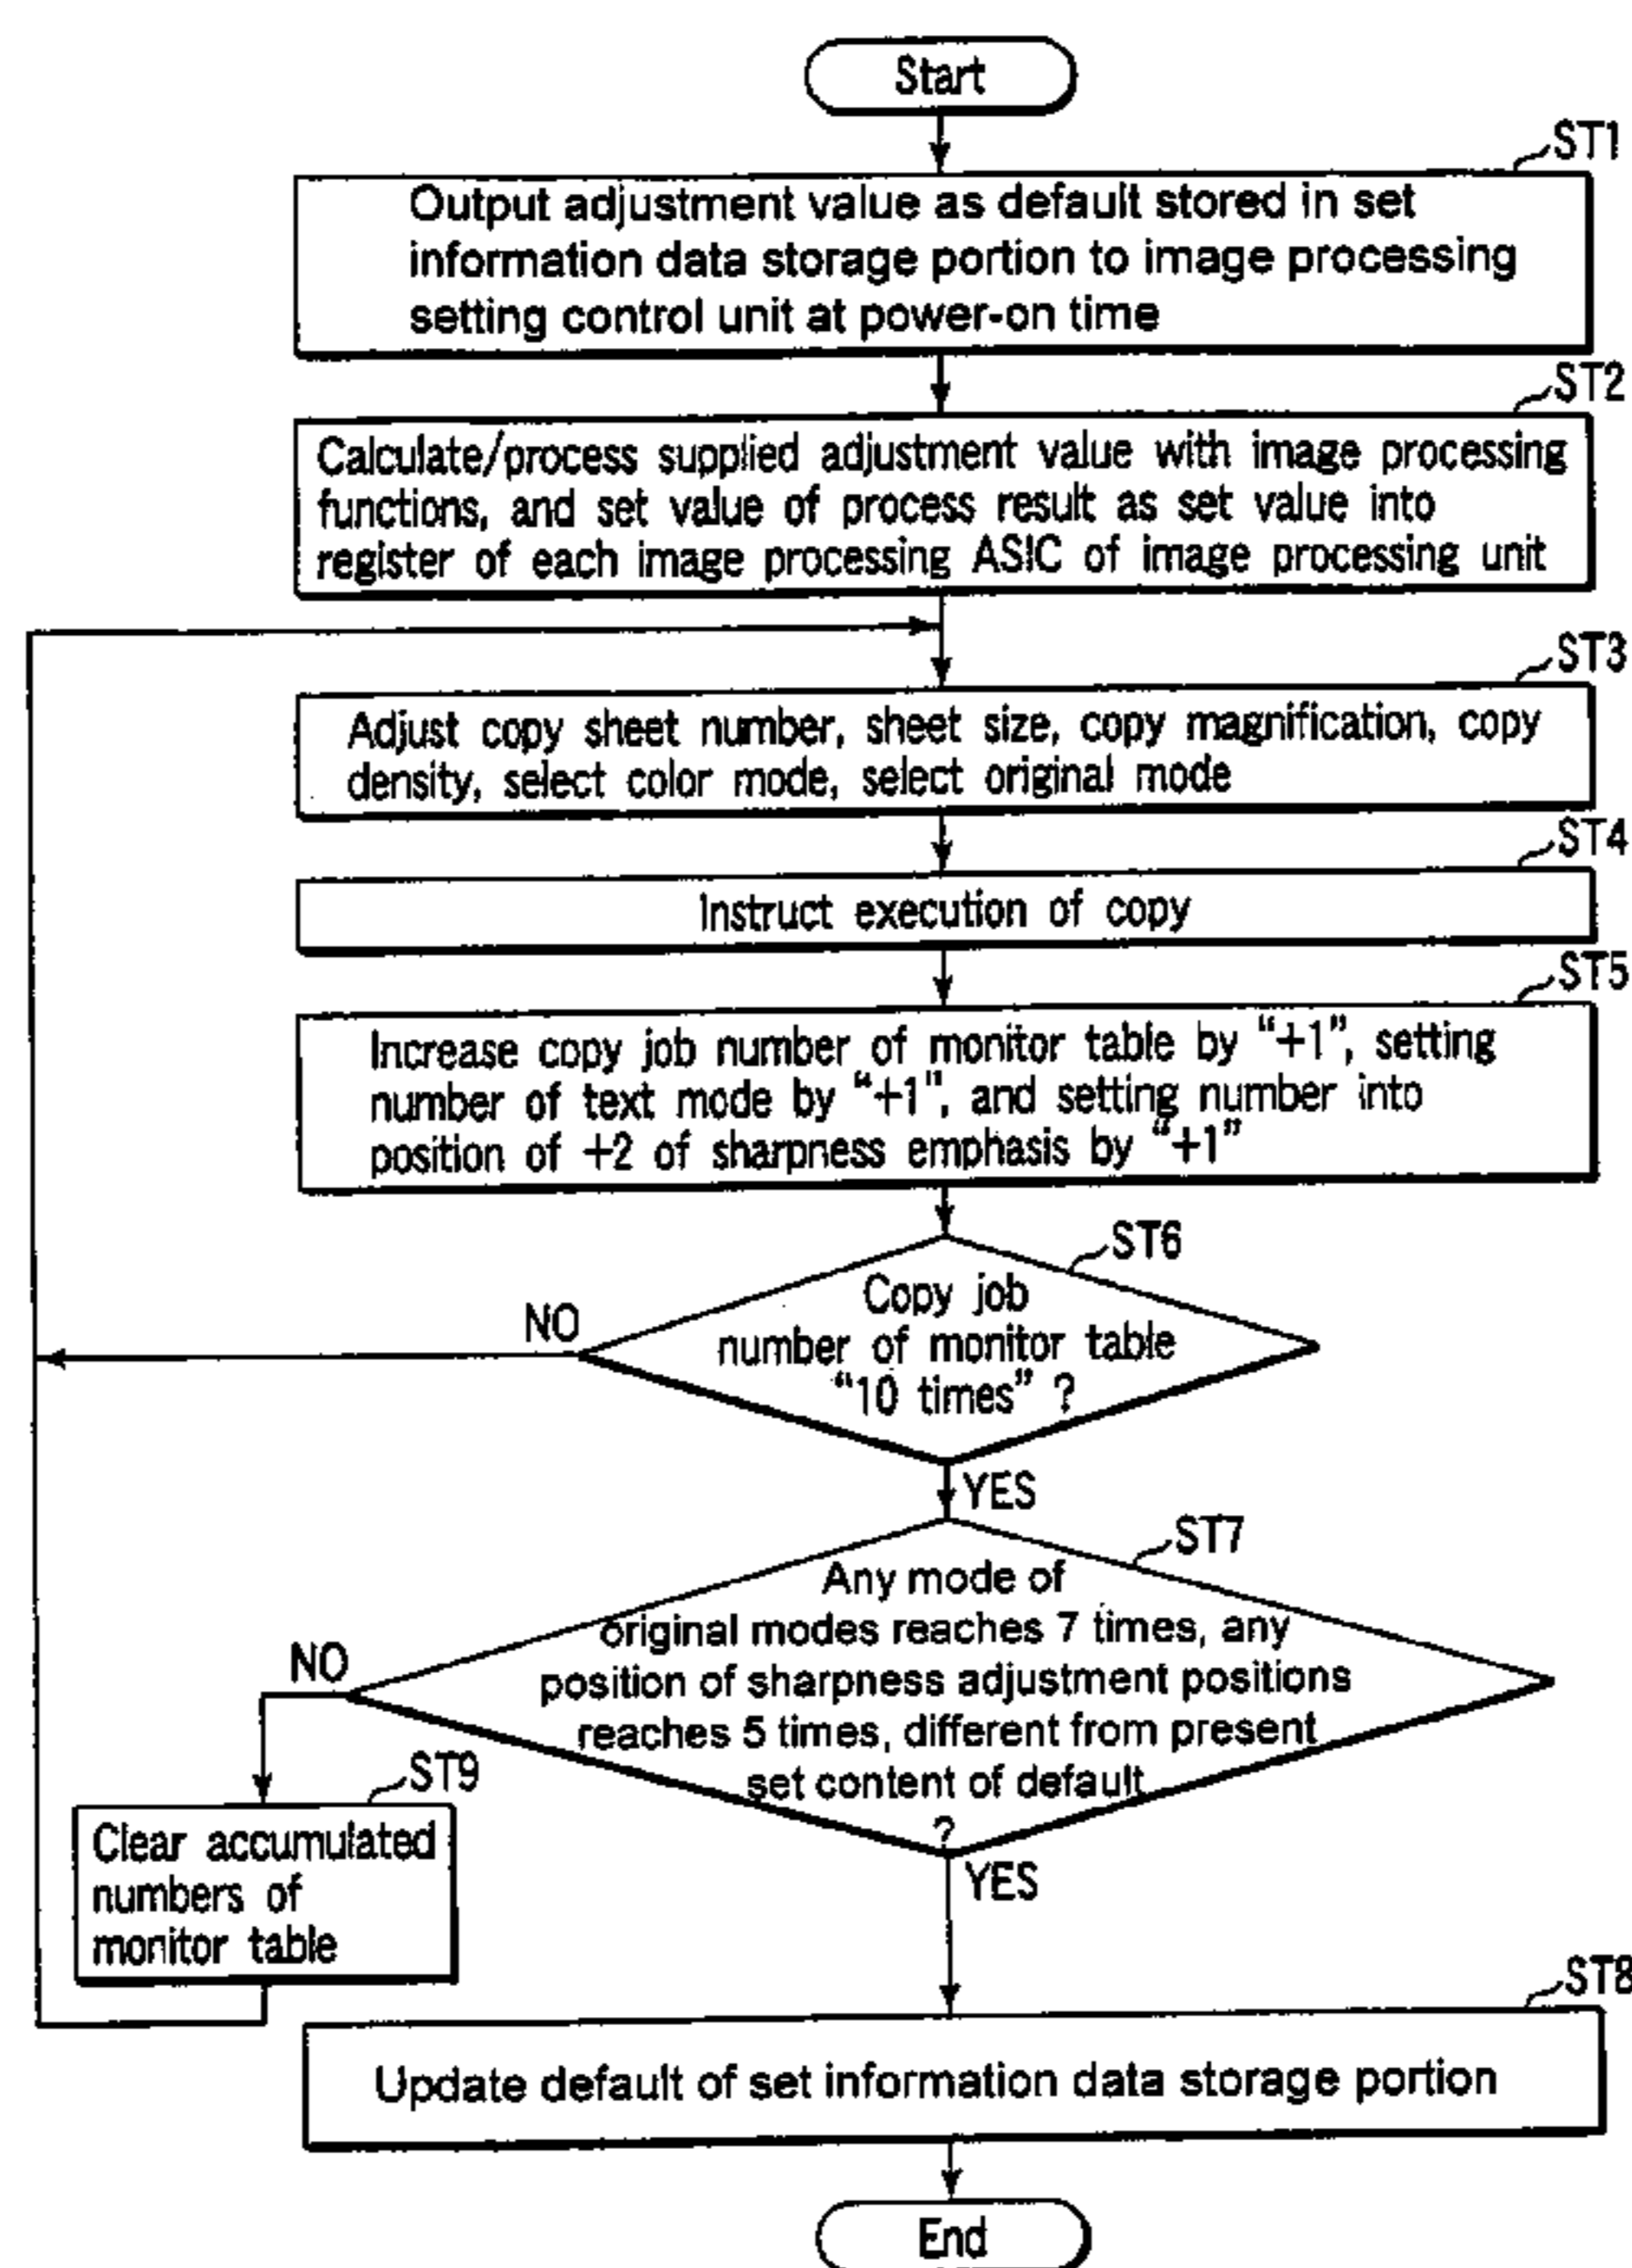 Start
ST1
Output adjustment value as default stored in set
information data storage portion to image processing
setting control unit at power-on time
ST2
Calculate/process supplied adjustment value with image processing
functions, and set value of process result as set value into
register of each image processing ASIC of image processing unit
ST3
Adjust copy sheet number, sheet size, copy magnification, copy
density, select color mode, select original mode
ST4
Instruct execution of copy
ST5
Increase copy job number of monitor table by “+1”, setting
number of text mode by “+1”, and setting number into
position of +2 of sharpness emphasis by “+1”
ST6
Copy job
number of monitor table
“10 times” ?
NO
YES
ST7
Any mode of
original modes reaches 7 times, any
position of sharpness adjustment positions
reaches 5 times, different from present
set content of default
?
NO
YES
ST9
Clear accumulated
numbers of
monitor table
ST8
Update default of set information data storage portion
End